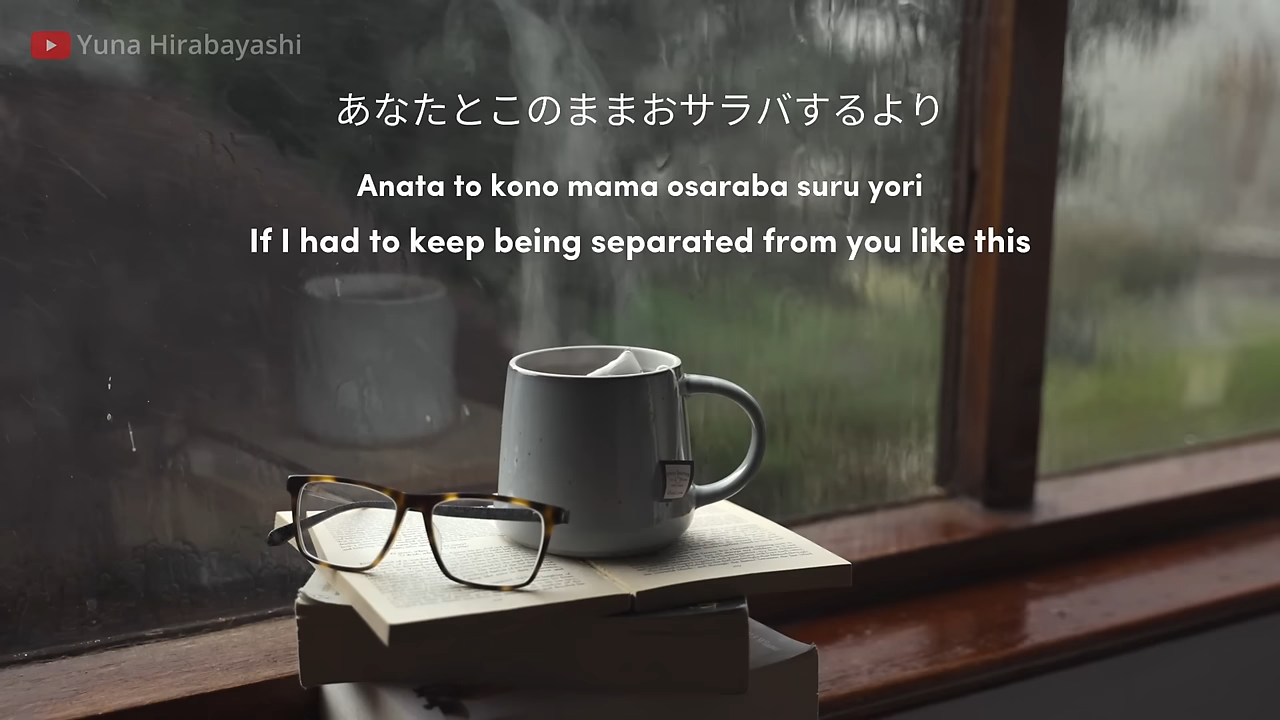 Yuna Hirabayashi
あなたとこのままおサラバするより
Anata to kono mama osaraba suru yori
If I had to keep being separated from you like this